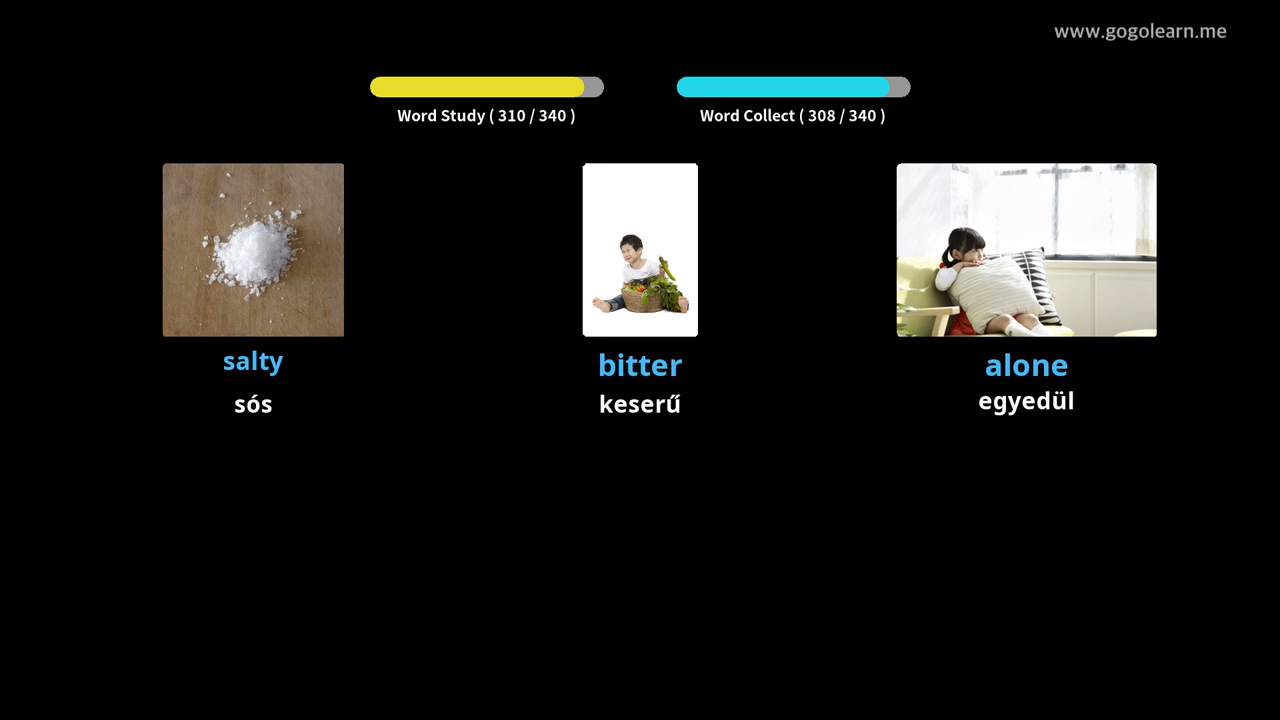 www.gogolearn.me
Word Study ( 310 / 340 )
Word Collect ( 308 / 340 )
salty
bitter
alone
sós
keserű
egyedül